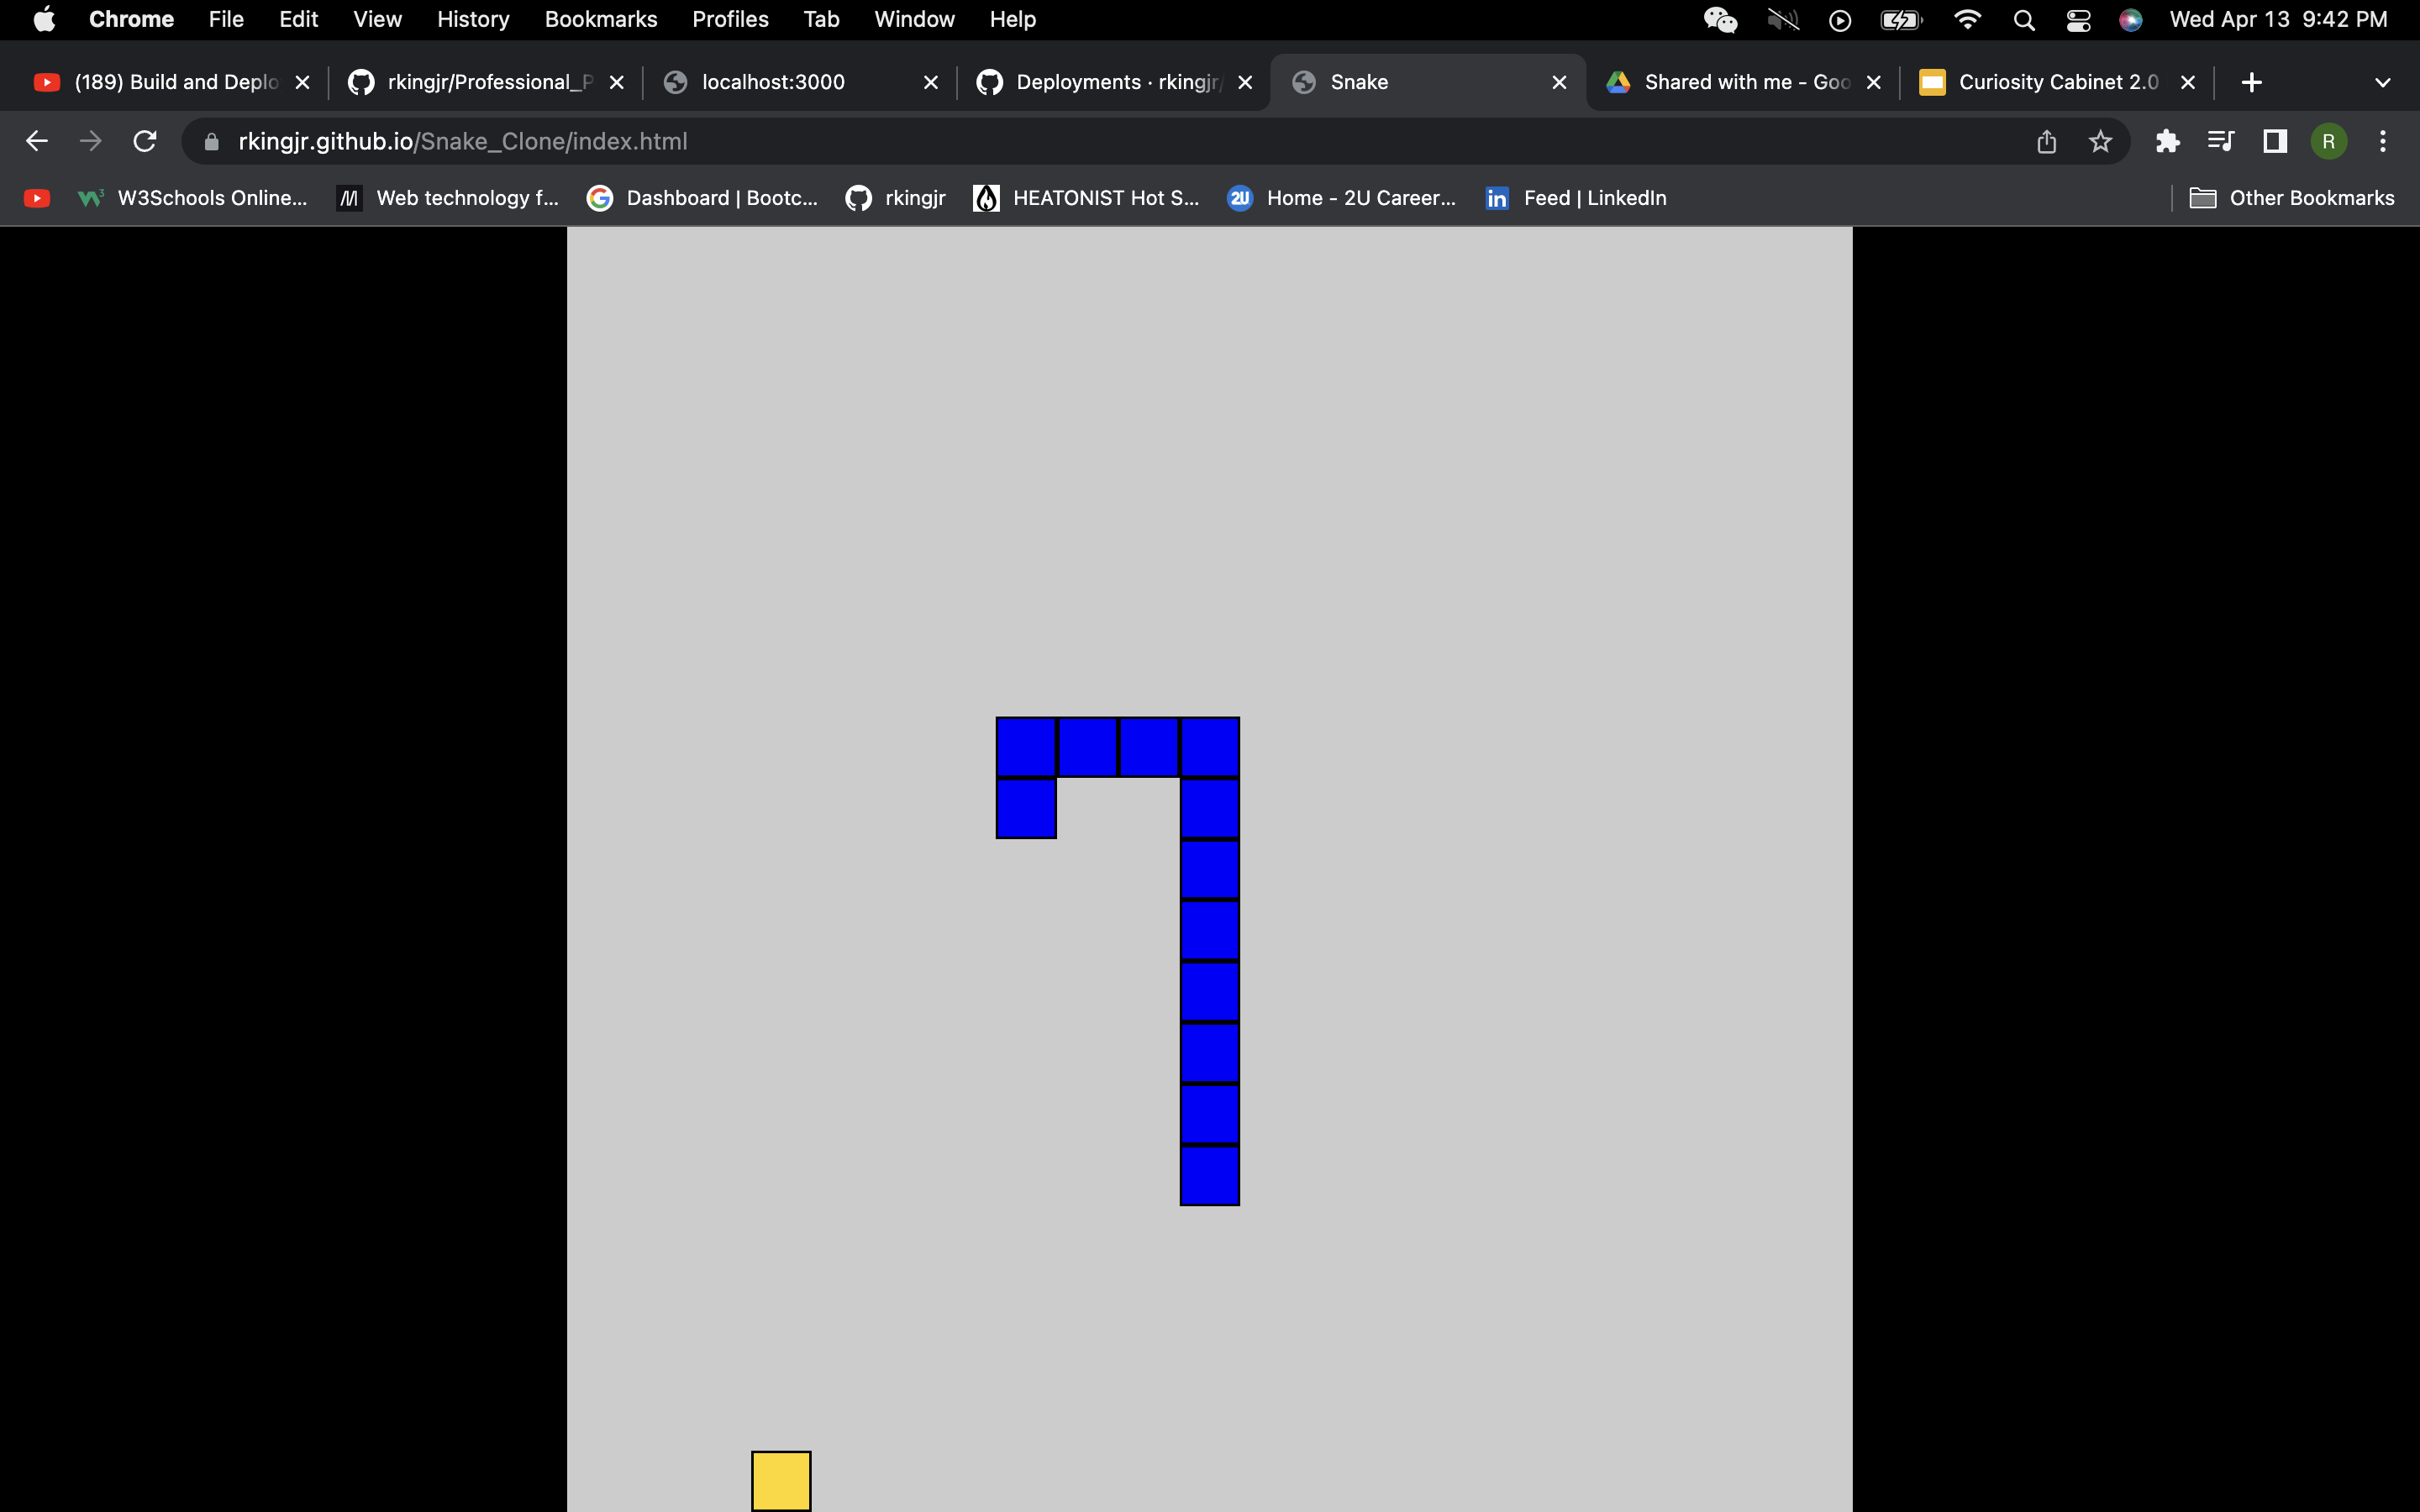 Chrome File Edit View History Bookmarks Profiles Tab Window Help Wed Apr 13 9:42 PM
(189) Build and Deplo rkingjr/Professional_P localhost:3000 Deployments · rkingjr/ Snake Shared with me - Goo Curiosity Cabinet 2.0
rkingjr.github.io/Snake_Clone/index.html R
W3Schools Online... Web technology f... Dashboard | Bootc... rkingjr HEATONIST Hot S... 2U Home - 2U Career... in Feed | LinkedIn Other Bookmarks